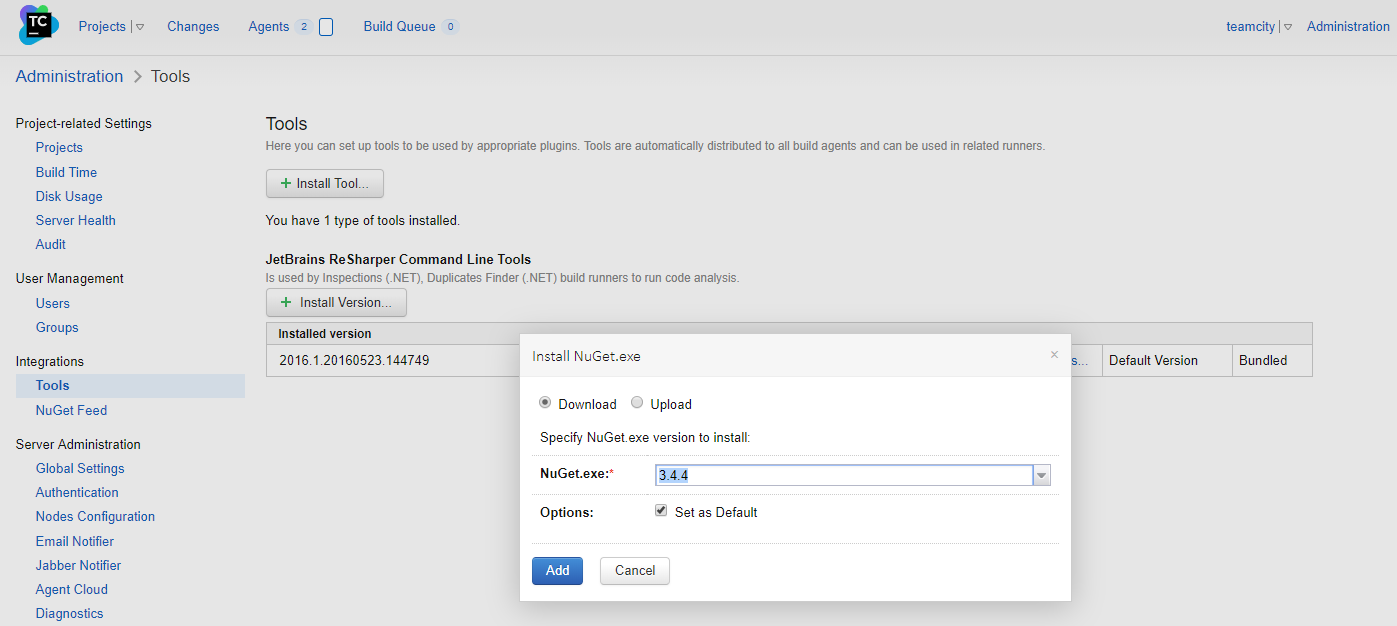 TC
Projects
Changes
Agents 2
Build Queue 0
teamcity
Administration
Administration > Tools
Project-related Settings
Projects
Build Time
Disk Usage
Server Health
Audit
User Management
Users
Groups
Integrations
Tools
NuGet Feed
Server Administration
Global Settings
Authentication
Nodes Configuration
Email Notifier
Jabber Notifier
Agent Cloud
Diagnostics
Tools
Here you can set up tools to be used by appropriate plugins. Tools are automatically distributed to all build agents and can be used in related runners.
+ Install Tool...
You have 1 type of tools installed.
JetBrains ReSharper Command Line Tools
Is used by Inspections (.NET), Duplicates Finder (.NET) build runners to run code analysis.
+ Install Version...
Installed version
2016.1.20160523.144749
s...
Default Version
Bundled
Install NuGet.exe
×
Download
Upload
Specify NuGet.exe version to install:
NuGet.exe:* 3.4.4
Options: Set as Default
Add
Cancel